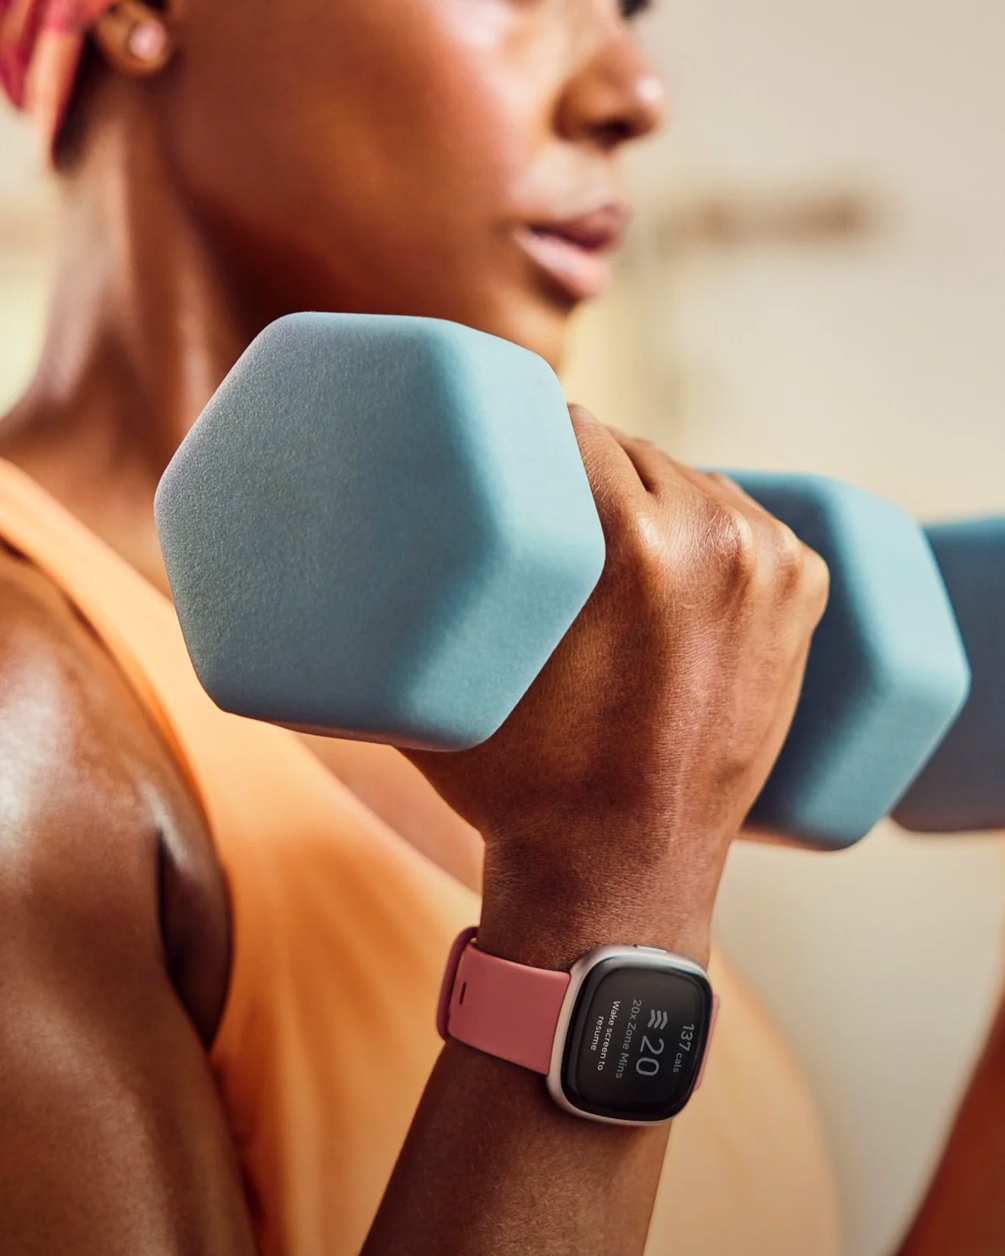 137 cals
20
20x Zone Mins
Wake screen to
resume